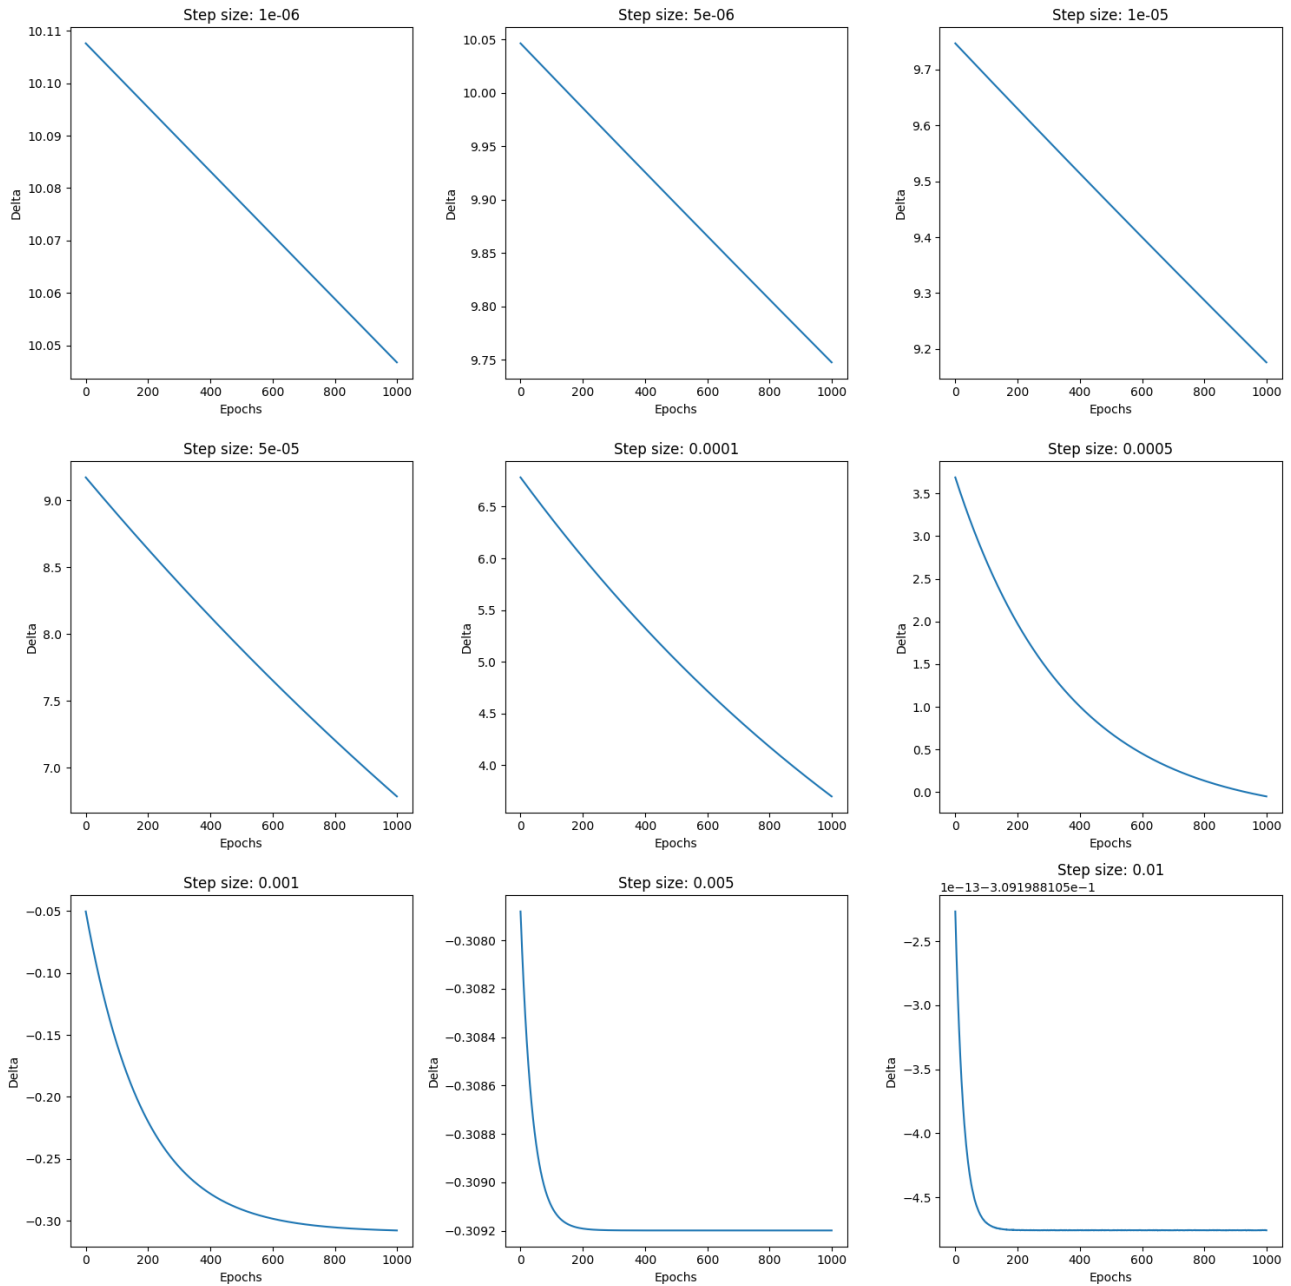 Step size: 1e-06
10.11
10.10
10.09
10.08
10.07
10.06
10.05
Delta
0 200 400 600 800 1000
Epochs
Step size: 5e-06
10.05
10.00
9.95
9.90
9.85
9.80
9.75
Delta
0 200 400 600 800 1000
Epochs
Step size: 1e-05
9.7
9.6
9.5
9.4
9.3
9.2
Delta
0 200 400 600 800 1000
Epochs
Step size: 5e-05
9.0
8.5
8.0
7.5
7.0
Delta
0 200 400 600 800 1000
Epochs
Step size: 0.0001
6.5
6.0
5.5
5.0
4.5
4.0
Delta
0 200 400 600 800 1000
Epochs
Step size: 0.0005
3.5
3.0
2.5
2.0
1.5
1.0
0.5
0.0
Delta
0 200 400 600 800 1000
Epochs
Step size: 0.001
−0.05
−0.10
−0.15
−0.20
−0.25
−0.30
Delta
0 200 400 600 800 1000
Epochs
Step size: 0.005
−0.3080
−0.3082
−0.3084
−0.3086
−0.3088
−0.3090
−0.3092
Delta
0 200 400 600 800 1000
Epochs
Step size: 0.01
1e−13−3.091988105e−1
−2.5
−3.0
−3.5
−4.0
−4.5
Delta
0 200 400 600 800 1000
Epochs